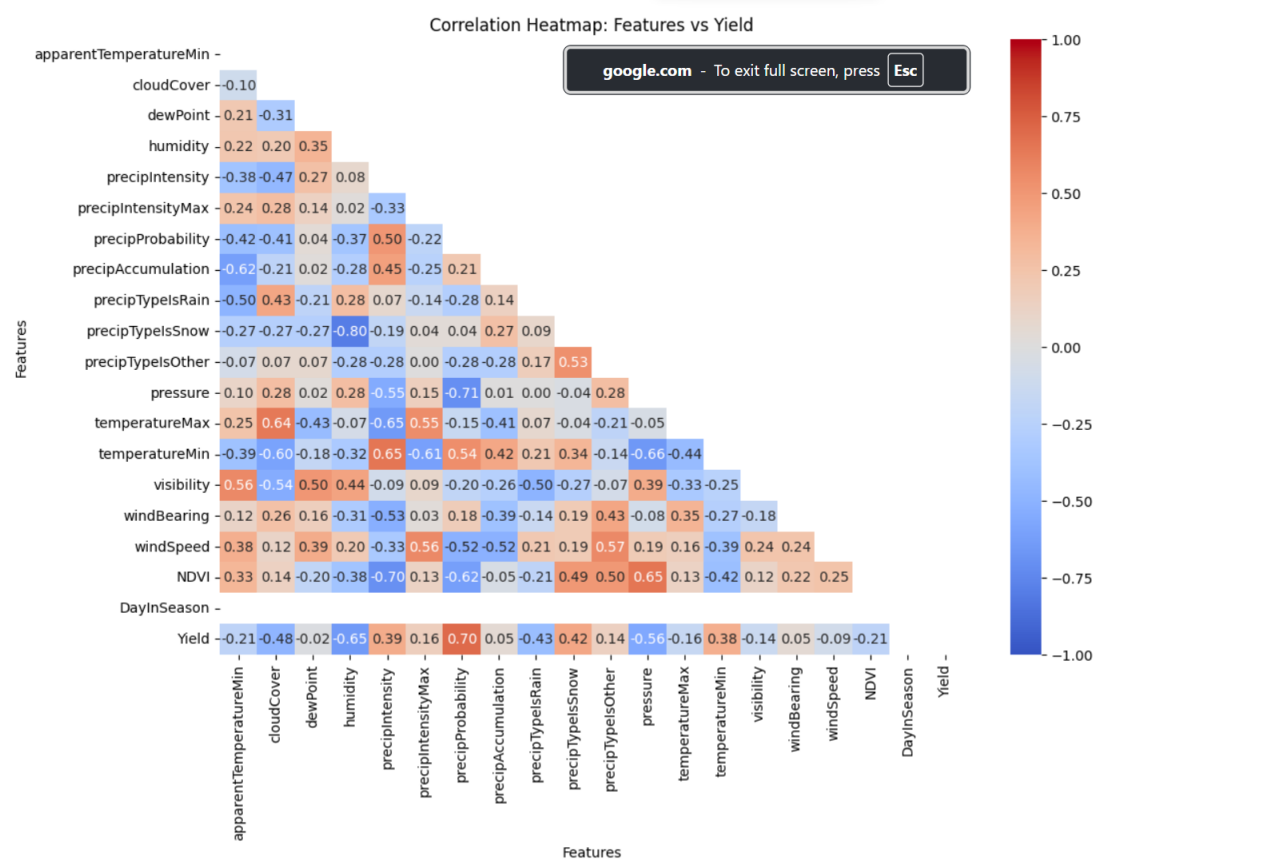 Correlation Heatmap: Features vs Yield
google.com - To exit full screen, press Esc
Features
apparentTemperatureMin
cloudCover -0.10
dewPoint 0.21 -0.31
humidity 0.22 0.20 0.35
precipIntensity -0.38 -0.47 0.27 0.08
precipIntensityMax 0.24 0.28 0.14 0.02 -0.33
precipProbability -0.42 -0.41 0.04 -0.37 0.50 -0.22
precipAccumulation -0.62 -0.21 0.02 -0.28 0.45 -0.25 0.21
precipTypeIsRain -0.50 0.43 -0.21 0.28 0.07 -0.14 -0.28 0.14
precipTypeIsSnow -0.27 -0.27 -0.27 -0.80 -0.19 0.04 0.04 0.27 0.09
precipTypeIsOther -0.07 0.07 0.07 -0.28 -0.28 0.00 -0.28 -0.28 0.17 0.53
pressure 0.10 0.28 0.02 0.28 -0.55 0.15 -0.71 0.01 0.00 -0.04 0.28
temperatureMax 0.25 0.64 -0.43 -0.07 -0.65 0.55 -0.15 -0.41 0.07 -0.04 -0.21 -0.05
temperatureMin -0.39 -0.60 -0.18 -0.32 0.65 -0.61 0.54 0.42 0.21 0.34 -0.14 -0.66 -0.44
visibility 0.56 -0.54 0.50 0.44 -0.09 0.09 -0.20 -0.26 -0.50 -0.27 -0.07 0.39 -0.33 -0.25
windBearing 0.12 0.26 0.16 -0.31 -0.53 0.03 0.18 -0.39 -0.14 0.19 0.43 -0.08 0.35 -0.27 -0.18
windSpeed 0.38 0.12 0.39 0.20 -0.33 0.56 -0.52 -0.52 0.21 0.19 0.57 0.19 0.16 -0.39 0.24 0.24
NDVI 0.33 0.14 -0.20 -0.38 -0.70 0.13 -0.62 -0.05 -0.21 0.49 0.50 0.65 0.13 -0.42 0.12 0.22 0.25
DayInSeason
Yield -0.21 -0.48 -0.02 -0.65 0.39 0.16 0.70 0.05 -0.43 0.42 0.14 -0.56 -0.16 0.38 -0.14 0.05 -0.09 -0.21
apparentTemperatureMin
cloudCover
dewPoint
humidity
precipIntensity
precipIntensityMax
precipProbability
precipAccumulation
precipTypeIsRain
precipTypeIsSnow
precipTypeIsOther
pressure
temperatureMax
temperatureMin
visibility
windBearing
windSpeed
NDVI
DayInSeason
Yield
Features
1.00
0.75
0.50
0.25
0.00
−0.25
−0.50
−0.75
−1.00